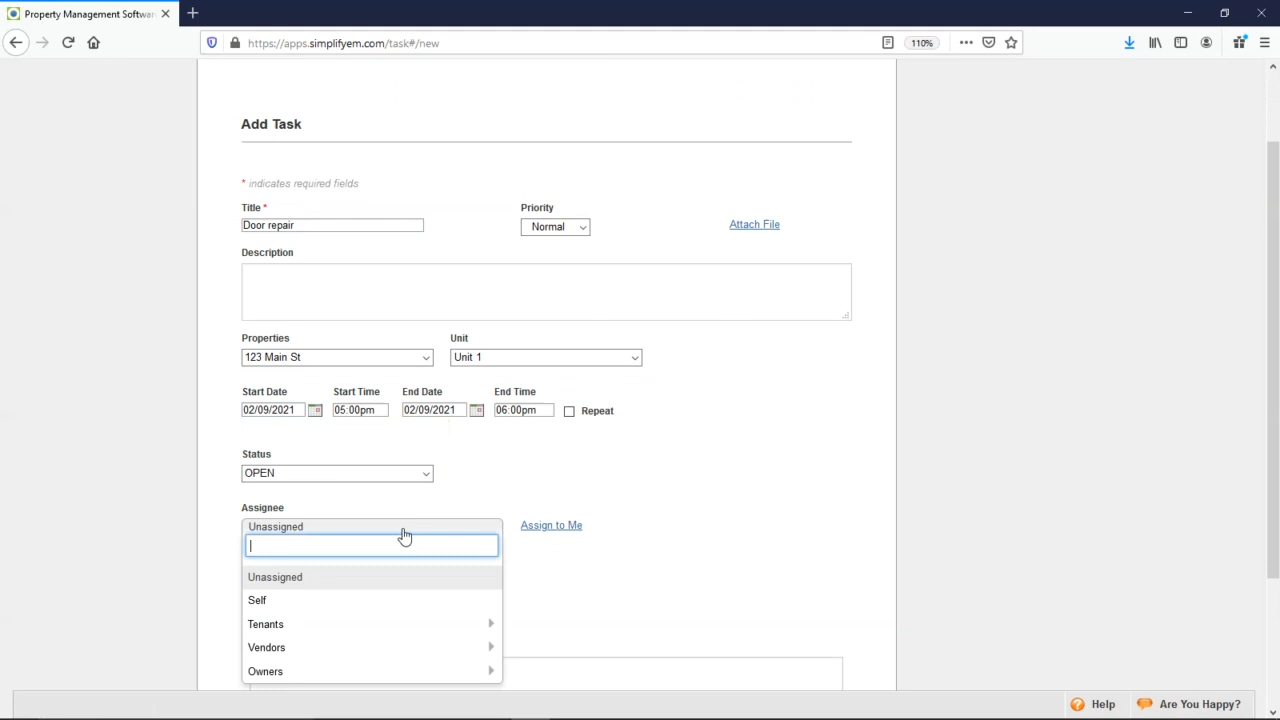 Property Management Softwar
https://apps.simplifyem.com/task#/new
110%
Add Task
* indicates required fields
Title *
Priority
Door repair
Normal
Attach File
Description
Properties
Unit
123 Main St
Unit 1
Start Date
Start Time
End Date
End Time
02/09/2021
05:00pm
02/09/2021
06:00pm
Repeat
Status
OPEN
Assignee
Unassigned
Assign to Me
Unassigned
Self
Tenants
Vendors
Owners
Help
Are You Happy?